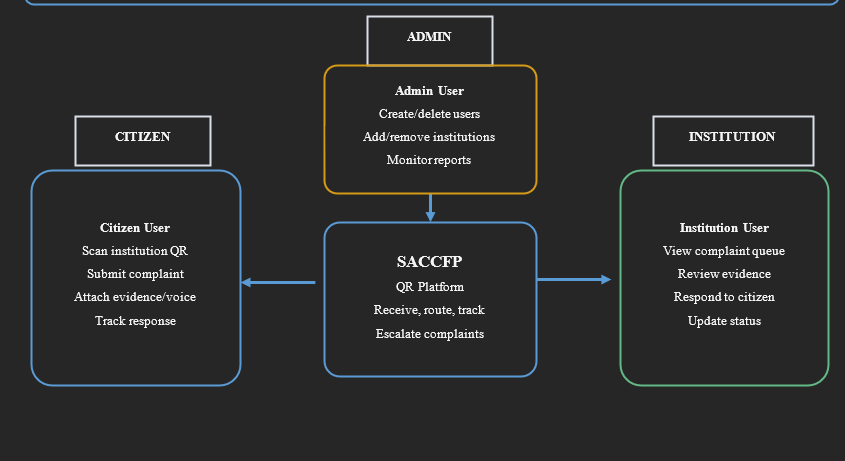 ADMIN
Admin User
Create/delete users
Add/remove institutions
Monitor reports
CITIZEN
Citizen User
Scan institution QR
Submit complaint
Attach evidence/voice
Track response
SACCFP
QR Platform
Receive, route, track
Escalate complaints
INSTITUTION
Institution User
View complaint queue
Review evidence
Respond to citizen
Update status